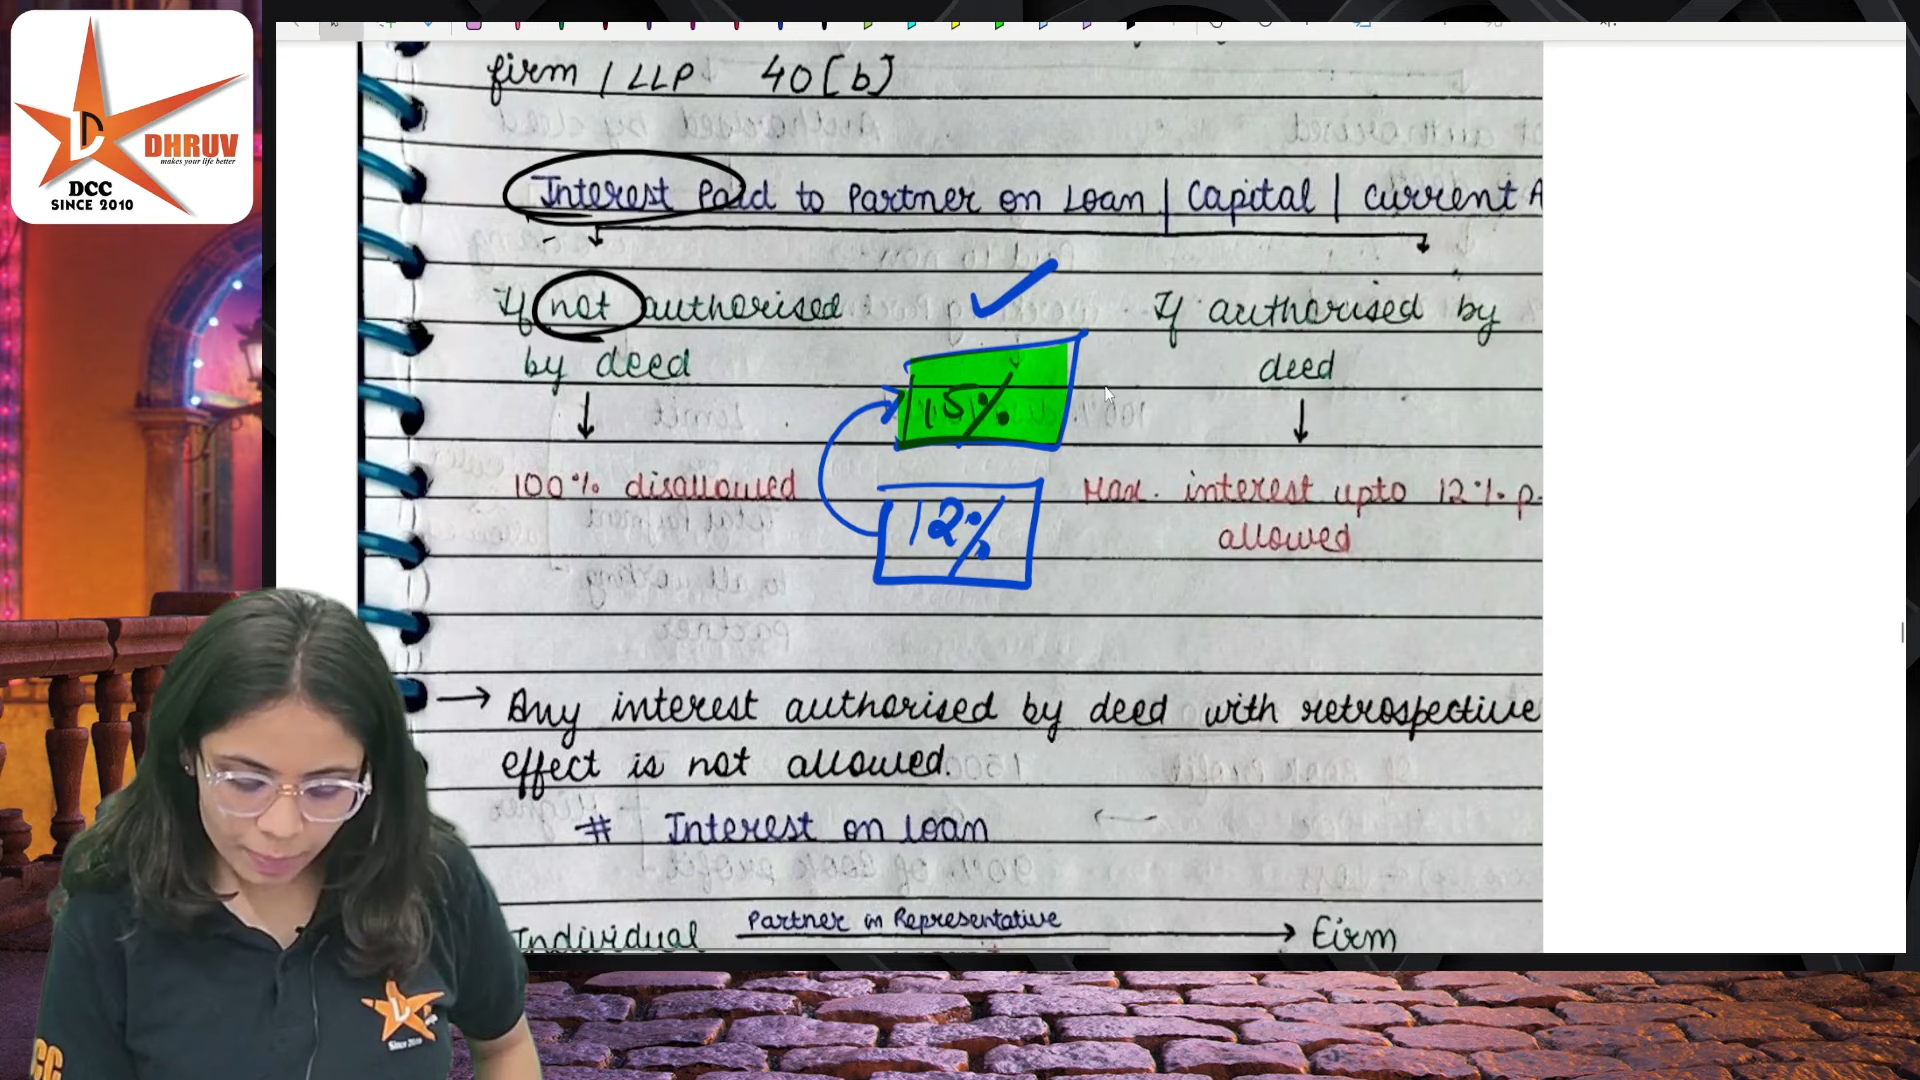 DHRUV
makes your life better
DCC
SINCE 2010
firm / LLP 40[b]
Interest Paid to Partner on Loan | Capital | Current A
If not authorised by deed
If authorised by deed
15%
12%
100% disallowed
Max. interest upto 12% p. allowed
→ Any interest authorised by deed with retrospective
effect is not allowed.
# Interest on loan
Individual Partner in Representative → Firm
Since 2010